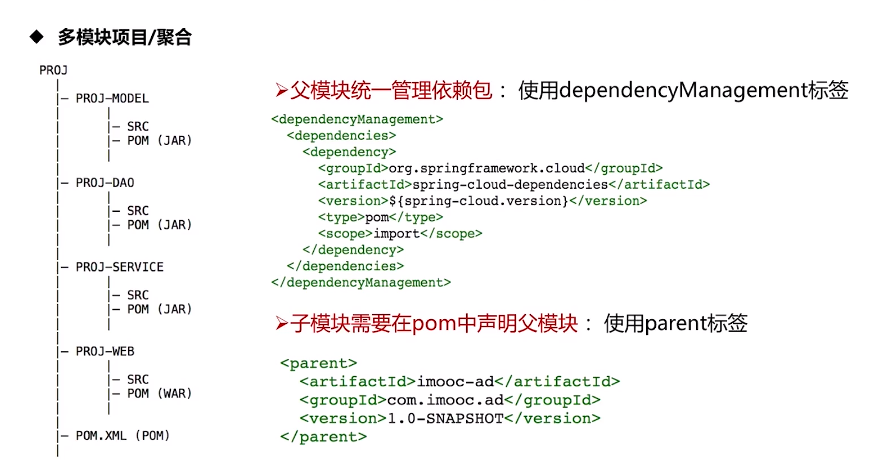 ◆ 多模块项目/聚合
PROJ
|— PROJ-MODEL
|— SRC
|— POM (JAR)
|— PROJ-DAO
|— SRC
|— POM (JAR)
|— PROJ-SERVICE
|— SRC
|— POM (JAR)
|— PROJ-WEB
|— SRC
|— POM (WAR)
|— POM.XML (POM)
➢父模块统一管理依赖包： 使用dependencyManagement标签
<dependencyManagement>
<dependencies>
<dependency>
<groupId>org.springframework.cloud</groupId>
<artifactId>spring-cloud-dependencies</artifactId>
<version>${spring-cloud.version}</version>
<type>pom</type>
<scope>import</scope>
</dependency>
</dependencies>
</dependencyManagement>
➢子模块需要在pom中声明父模块： 使用parent标签
<parent>
<artifactId>imooc-ad</artifactId>
<groupId>com.imooc.ad</groupId>
<version>1.0-SNAPSHOT</version>
</parent>